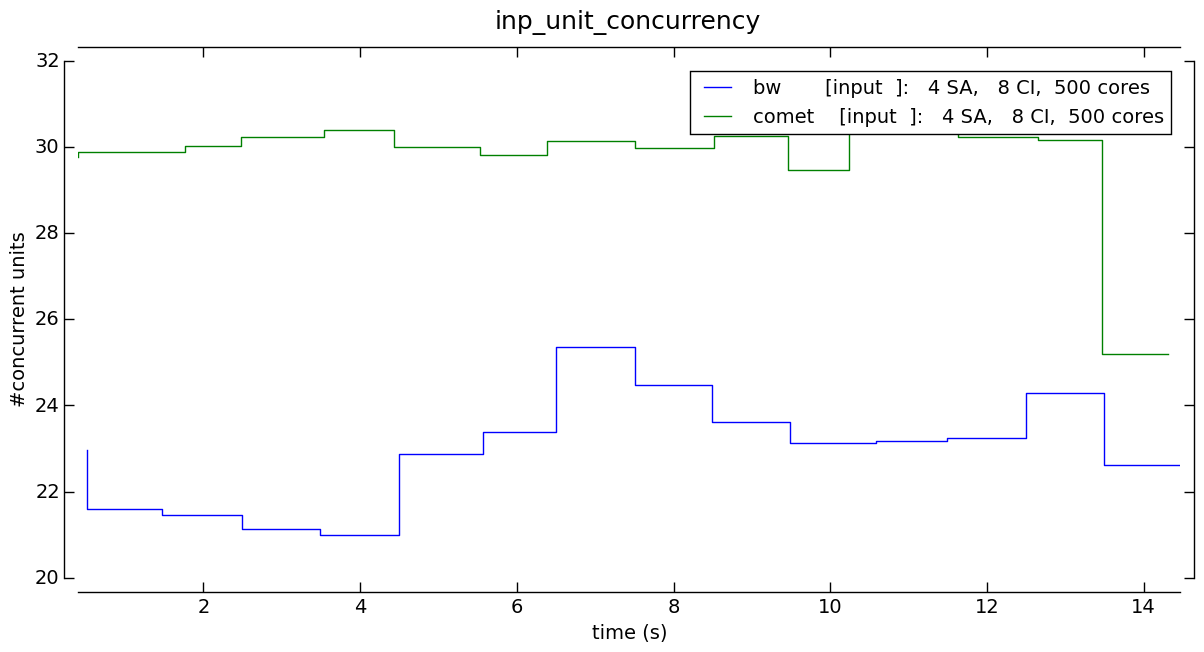 inp_unit_concurrency
32
30
28
26
24
22
20
#concurrent units
bw [input ]: 4 SA, 8 CI, 500 cores
comet [input ]: 4 SA, 8 CI, 500 cores
2 4 6 8 10 12 14
time (s)